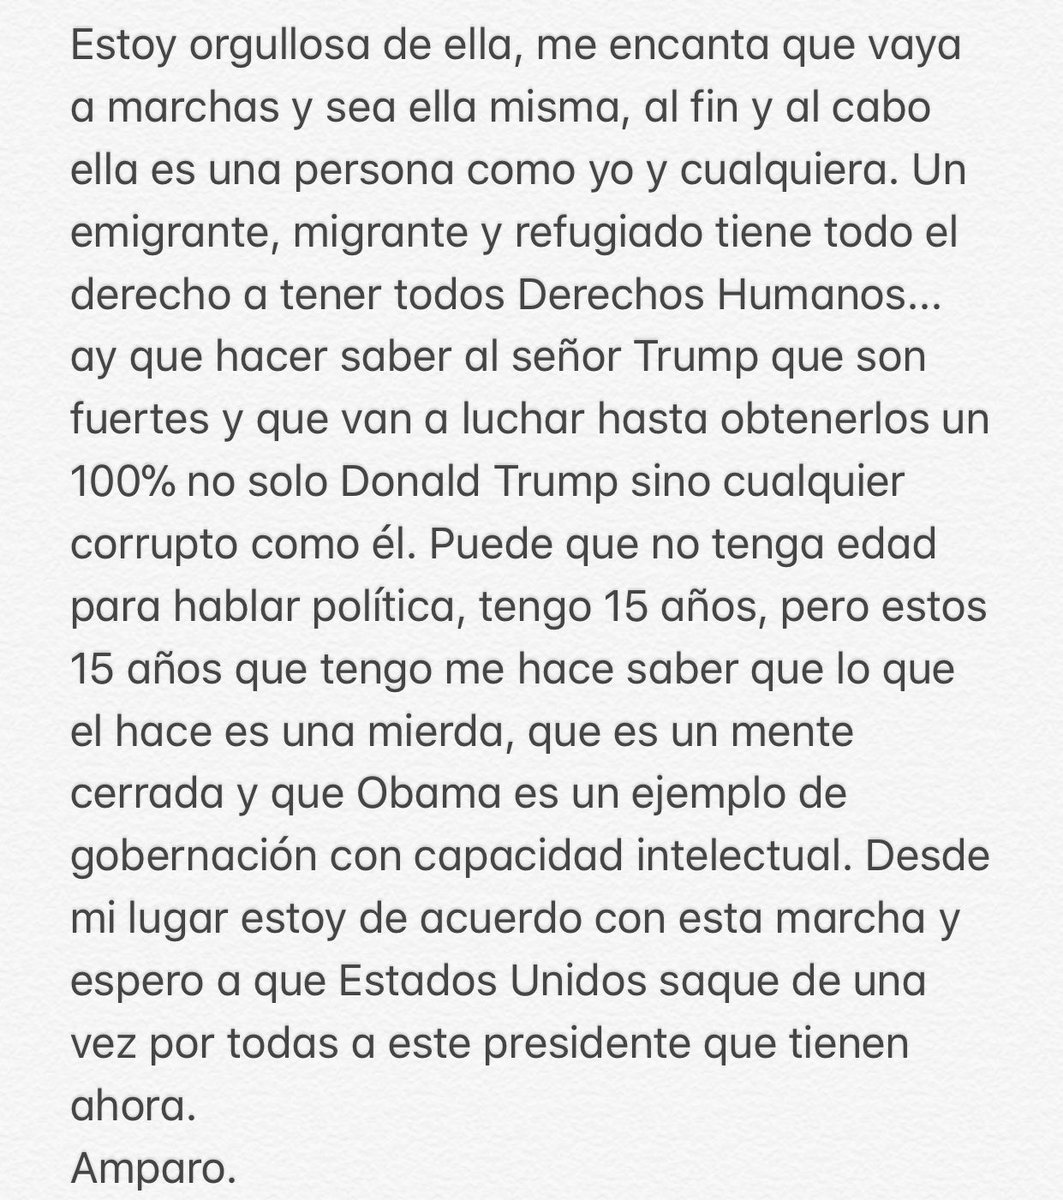 Estoy orgullosa de ella, me encanta que vaya
a marchas y sea ella misma, al fin y al cabo
ella es una persona como yo y cualquiera. Un
emigrante, migrante y refugiado tiene todo el
derecho a tener todos Derechos Humanos...
ay que hacer saber al señor Trump que son
fuertes y que van a luchar hasta obtenerlos un
100% no solo Donald Trump sino cualquier
corrupto como él. Puede que no tenga edad
para hablar política, tengo 15 años, pero estos
15 años que tengo me hace saber que lo que
el hace es una mierda, que es un mente
cerrada y que Obama es un ejemplo de
gobernación con capacidad intelectual. Desde
mi lugar estoy de acuerdo con esta marcha y
espero a que Estados Unidos saque de una
vez por todas a este presidente que tienen
ahora.
Amparo.